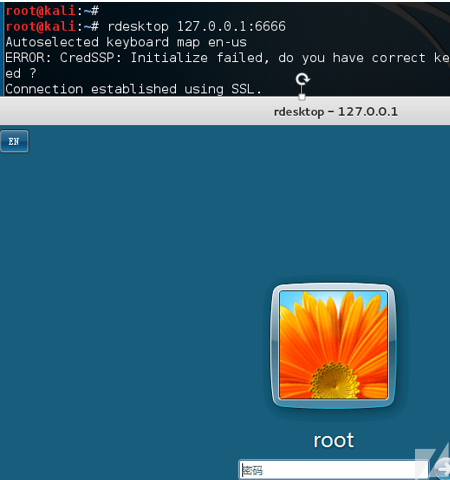 root@kali:~#
root@kali:~# rdesktop 127.0.0.1:6666
Autoselected keyboard map en-us
ERROR: CredSSP: Initialize failed, do you have correct ke
ed ?
Connection established using SSL.
rdesktop - 127.0.0.1
EN
root
密码